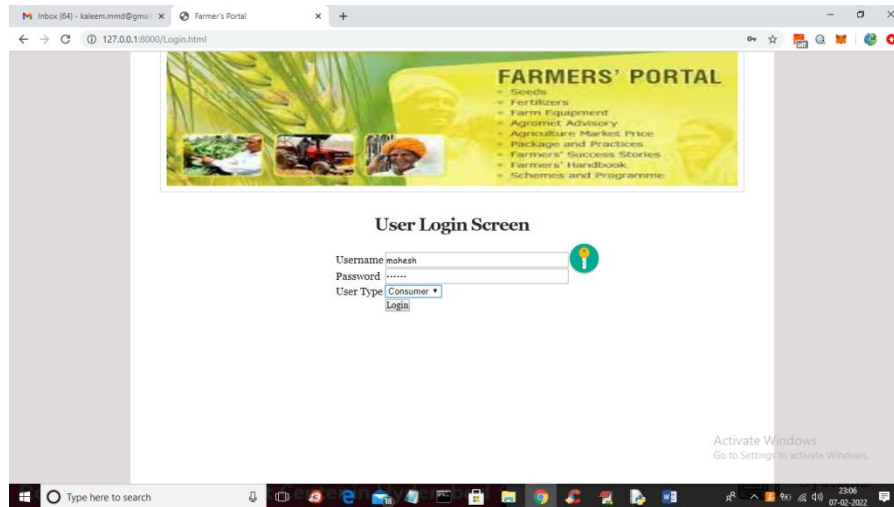 Inbox (64) - kaleem.mmd@gmai
Farmer's Portal
127.0.0.1:8000/Login.html
FARMERS' PORTAL
Seeds
Fertilizers
Farm Equipment
Agromet Advisory
Agriculture Market Price
Package and Practices
Farmers' Success Stories
Farmers' Handbook
Schemes and Programme
User Login Screen
Username mahesh
Password ······
User Type Consumer
Login
Activate Windows
Go to Settings to activate Windows.
Type here to search
23:06
07-02-2022